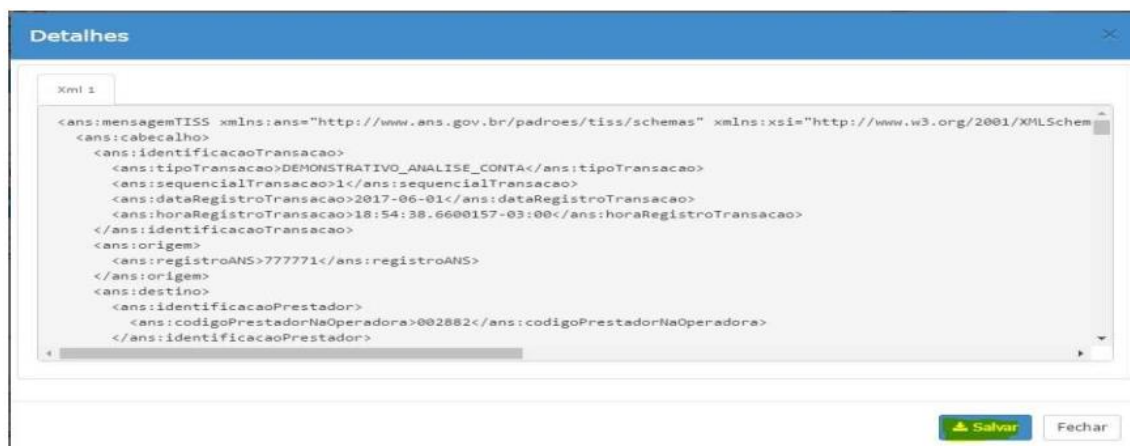 Detalhes
Xml 1
<ans:mensagemTISS xmlns:ans="http://www.ans.gov.br/padroes/tiss/schemas" xmlns:xsi="http://www.w3.org/2001/XMLSchem
<ans:cabecalho>
<ans:identificacaoTransacao>
<ans:tipoTransacao>DEMONSTRATIVO_ANALISE_CONTA</ans:tipoTransacao>
<ans:sequencialTransacao>1</ans:sequencialTransacao>
<ans:dataRegistroTransacao>2017-06-01</ans:dataRegistroTransacao>
<ans:horaRegistroTransacao>18:54:38.6600157-03:00</ans:horaRegistroTransacao>
</ans:identificacaoTransacao>
<ans:origem>
<ans:registroANS>777771</ans:registroANS>
</ans:origem>
<ans:destino>
<ans:identificacaoPrestador>
<ans:codigoPrestadorNaOperadora>002882</ans:codigoPrestadorNaOperadora>
</ans:identificacaoPrestador>
Salvar
Fechar